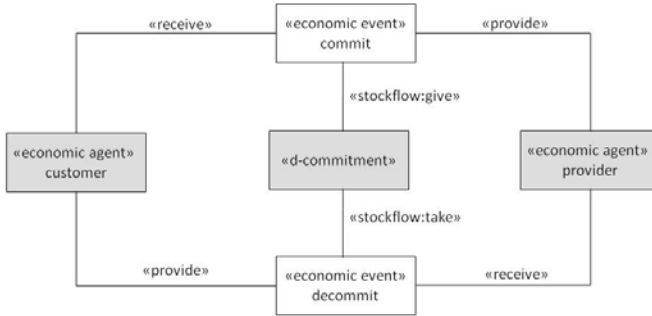 «receive»
«economic event»
commit
«provide»
«stockflow:give»
«economic agent»
customer
«d-commitment»
«economic agent»
provider
«stockflow:take»
«provide»
«economic event»
decommit
«receive»